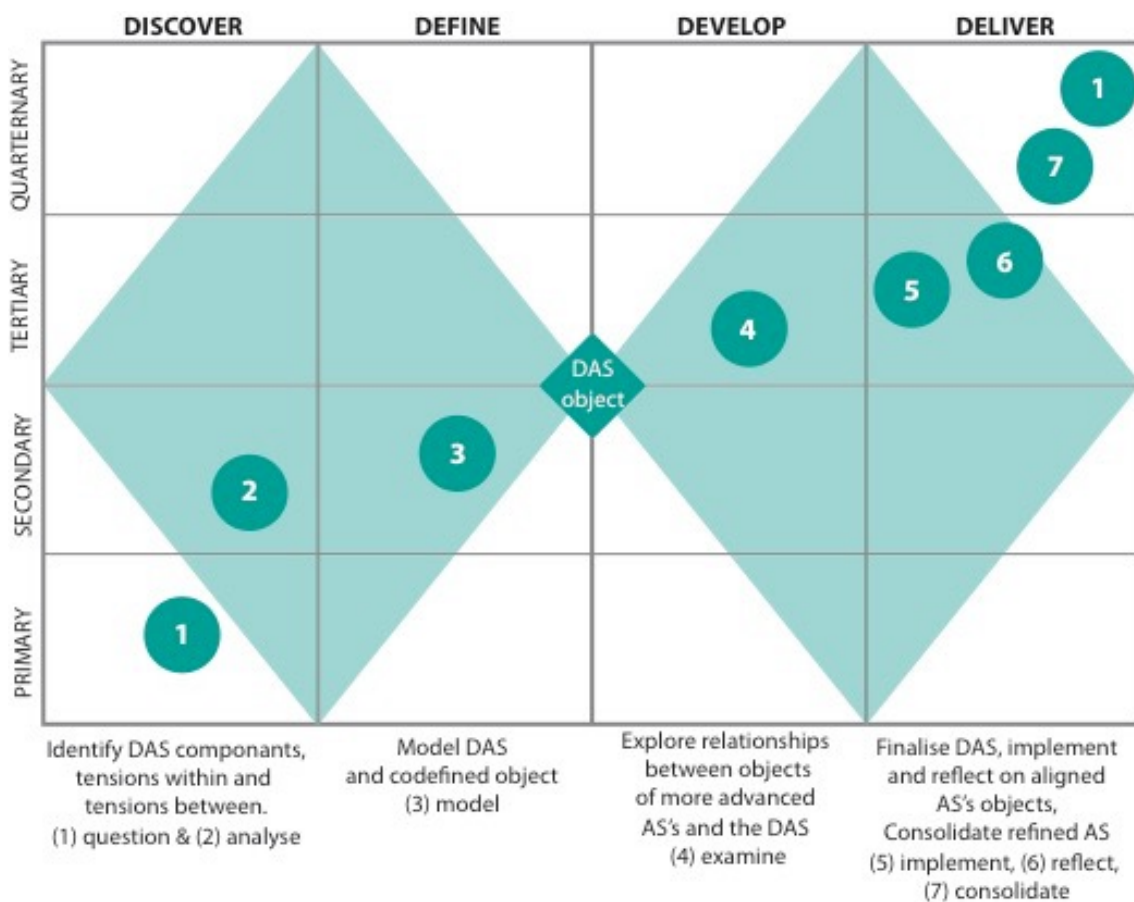 DISCOVER DEFINE DEVELOP DELIVER
QUARTERNARY
TERTIARY
SECONDARY
PRIMARY
1
7
6
5
4
DAS
object
3
2
1
Identify DAS componants,
tensions within and
tensions between.
(1) question & (2) analyse
Model DAS
and codefined object
(3) model
Explore relationships
between objects
of more advanced
AS's and the DAS
(4) examine
Finalise DAS, implement
and reflect on aligned
AS's objects,
Consolidate refined AS
(5) implement, (6) reflect,
(7) consolidate